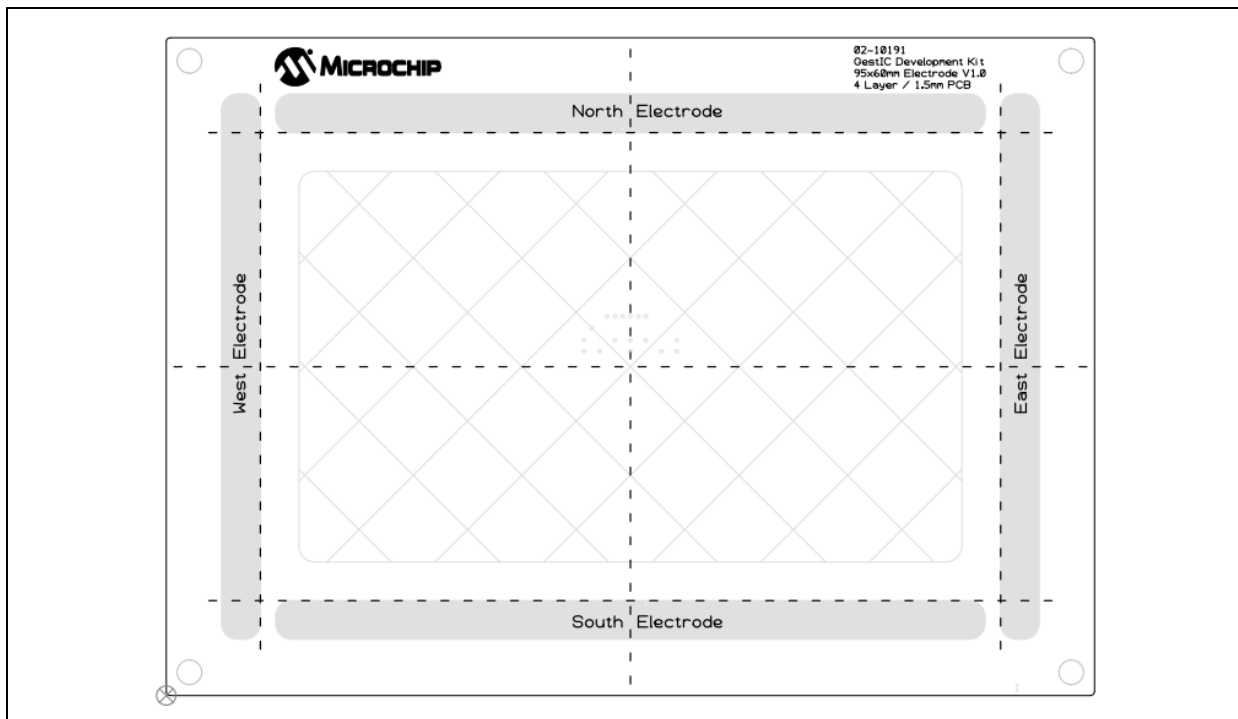 MICROCHIP
02-10191
GestIC Development Kit
95x60mm Electrode V1.0
4 Layer / 1.5mm PCB
North Electrode
West Electrode
East Electrode
South Electrode
1